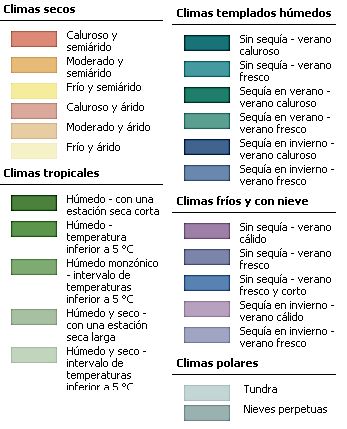 Climas secos
Caluroso y
semiárido
Moderado y
semiárido
Frío y semiárido
Caluroso y árido
Moderado y árido
Frío y árido
Climas tropicales
Húmedo - con una
estación seca corta
Húmedo -
temperatura
inferior a 5 °C
Húmedo monzónico
- intervalo de
temperaturas
inferior a 5 °C
Húmedo y seco -
con una estación
seca larga
Húmedo y seco -
intervalo de
temperaturas
inferior a 5 °C
Climas templados húmedos
Sin sequía - verano
caluroso
Sin sequía - verano
fresco
Sequía en verano -
verano caluroso
Sequía en verano -
verano fresco
Sequía en invierno -
verano caluroso
Sequía en invierno -
verano fresco
Climas fríos y con nieve
Sin sequía - verano
cálido
Sin sequía - verano
fresco
Sin sequía - verano
fresco y corto
Sequía en invierno -
verano cálido
Sequía en invierno -
verano fresco
Climas polares
Tundra
Nieves perpetuas